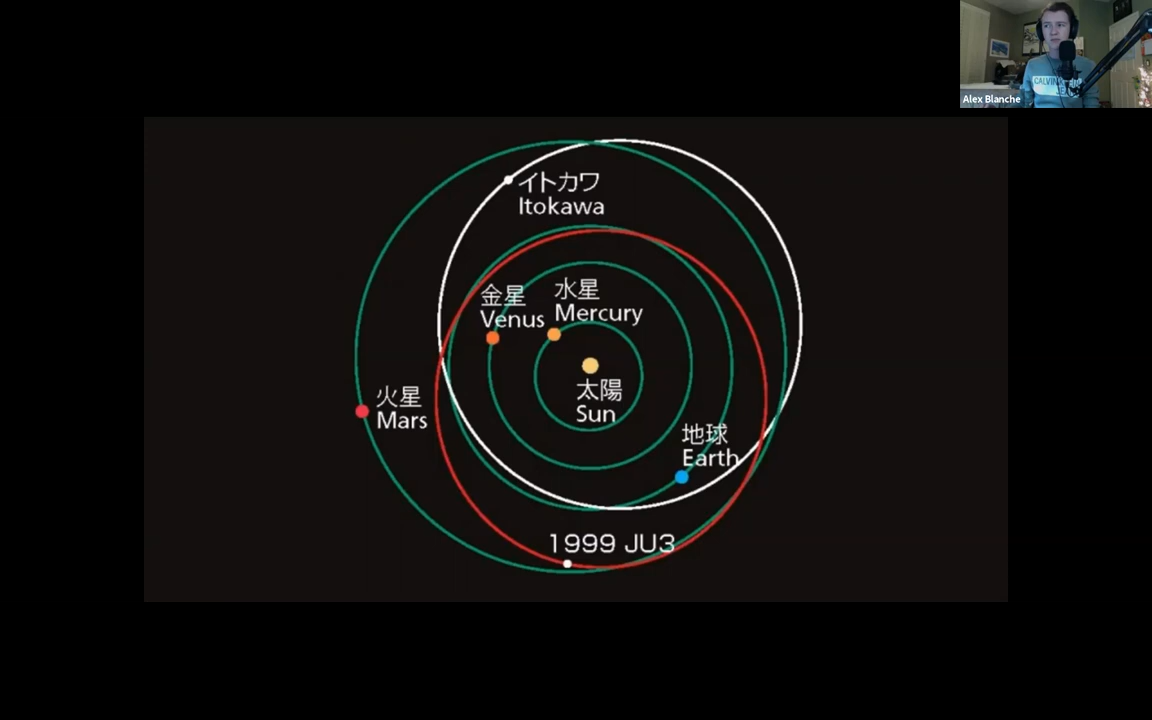 Alex Blanche
CALVIN
イトカワ
Itokawa
金星
Venus
水星
Mercury
太陽
Sun
火星
Mars
地球
Earth
1999 JU3